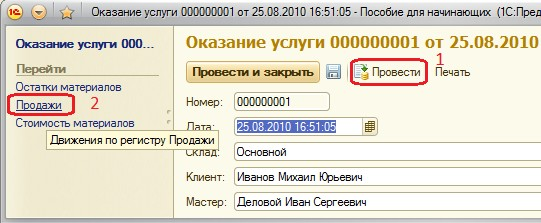 Оказание услуги 000000001 от 25.08.2010 16:51:05 - Пособие для начинающих (1С:Пред
Оказание услуги 000...
Оказание услуги 000000001 от 25.08.2010
1
Перейти
Провести и закрыть
Провести
Печать
Остатки материалов
Продажи
2
Номер:
000000001
Стоимость материалов
Дата:
25.08.2010 16:51:05
Движения по регистру Продажи
Склад:
Основной
Клиент:
Иванов Михаил Юрьевич
Мастер:
Деловой Иван Сергеевич